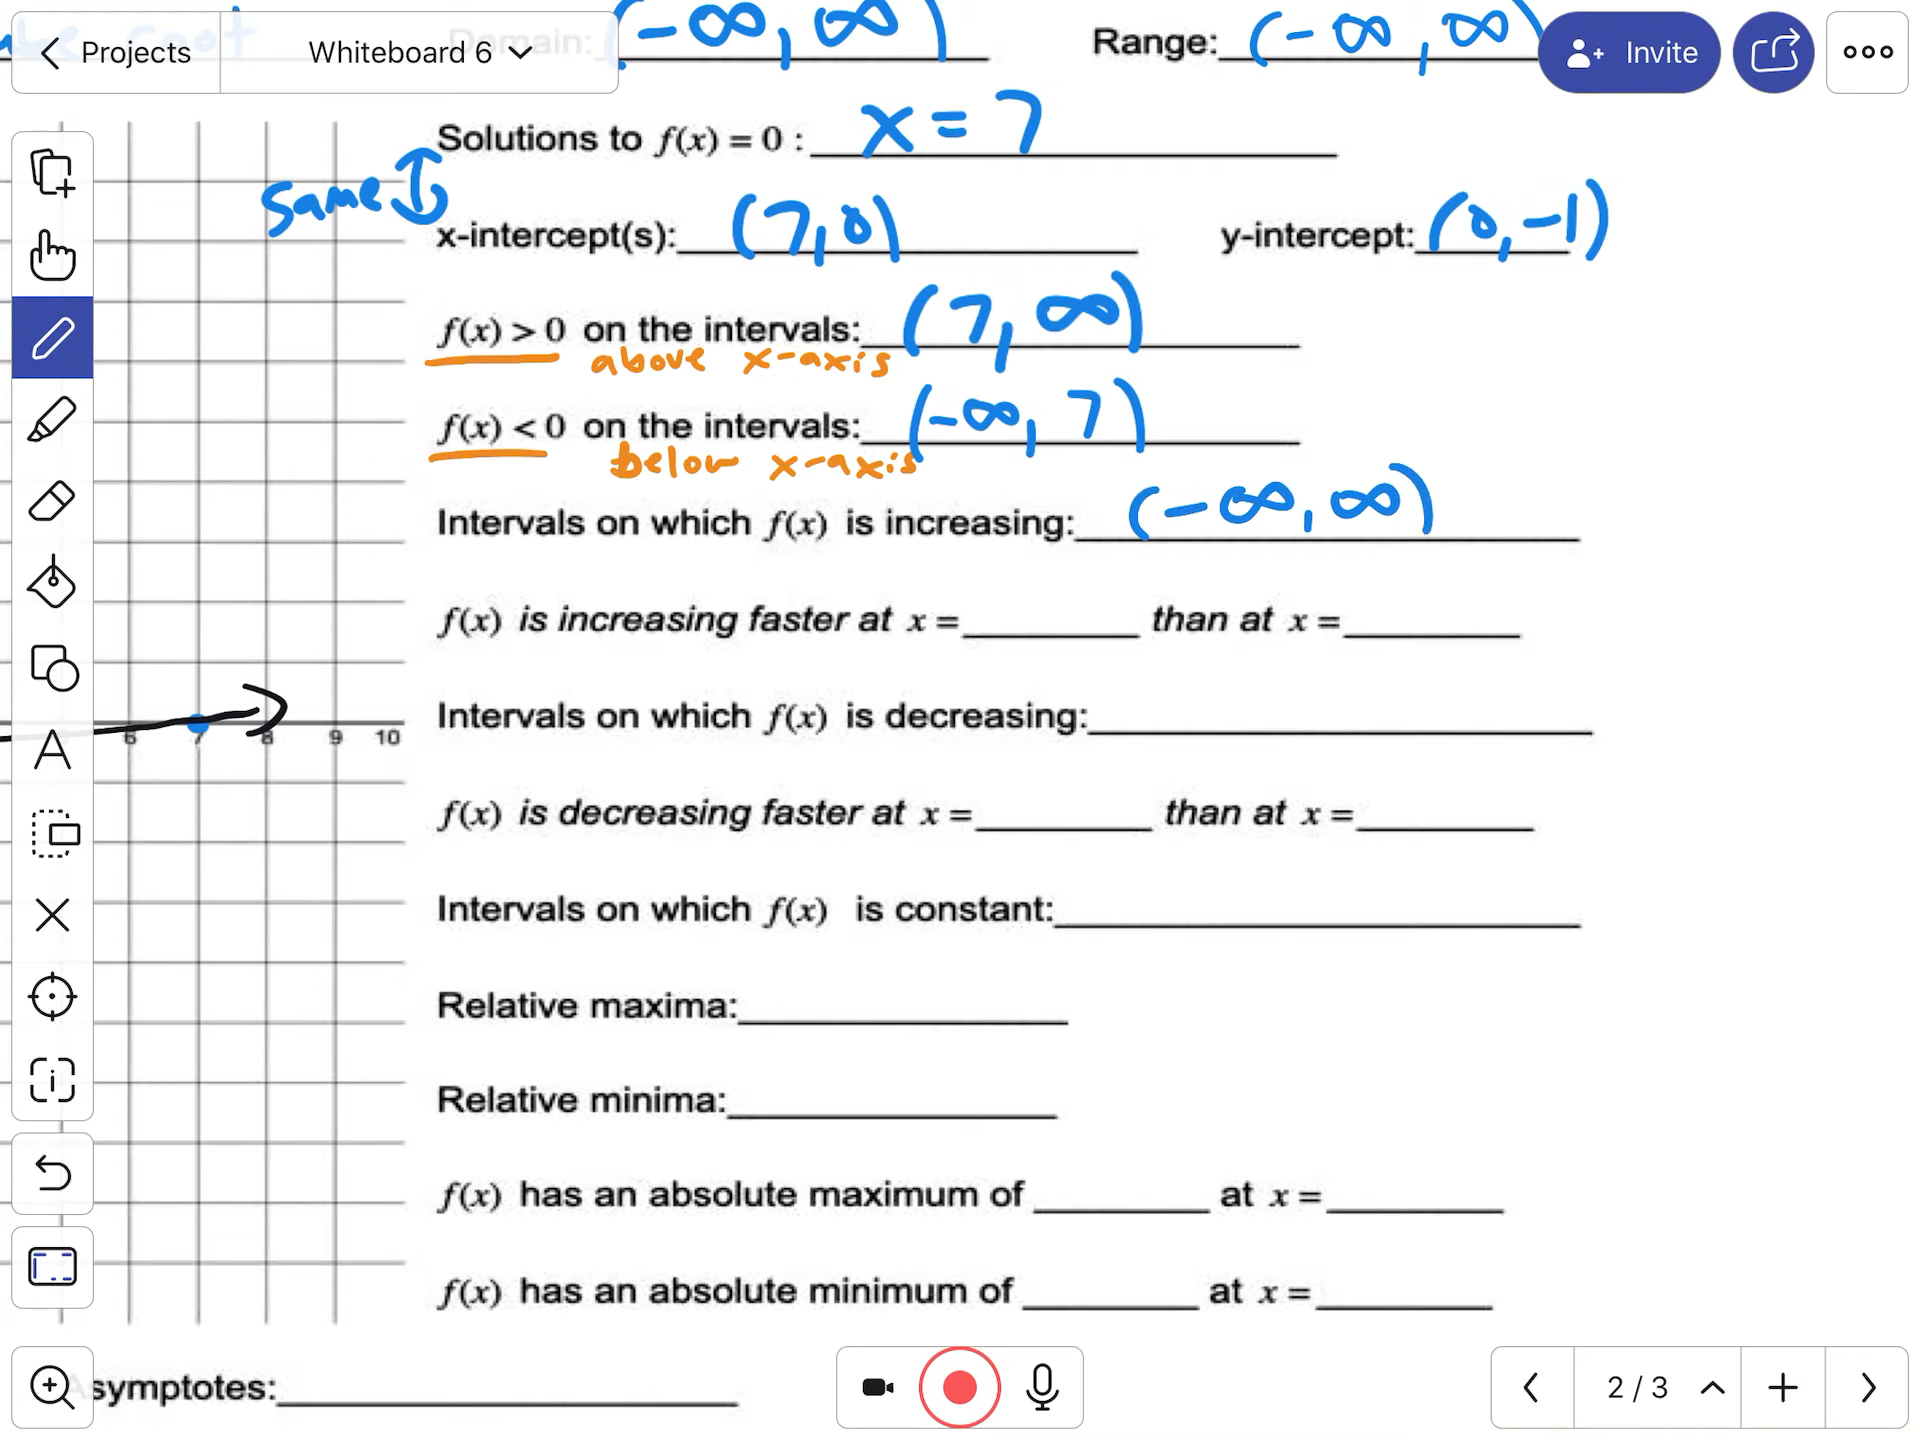 Projects Whiteboard 6 Domain: (-∞, ∞) Range: (-∞, ∞) Invite
Solutions to f(x) = 0 : x = 7
same
x-intercept(s): (7,0) y-intercept: (0,-1)
f(x) > 0 on the intervals: (7, ∞)
above x-axis
f(x) < 0 on the intervals: (-∞, 7)
below x-axis
Intervals on which f(x) is increasing: (-∞, ∞)
f(x) is increasing faster at x = than at x =
Intervals on which f(x) is decreasing:
6 7 8 9 10
f(x) is decreasing faster at x = than at x =
Intervals on which f(x) is constant:
Relative maxima:
Relative minima:
f(x) has an absolute maximum of at x =
f(x) has an absolute minimum of at x =
symptotes:
2 / 3